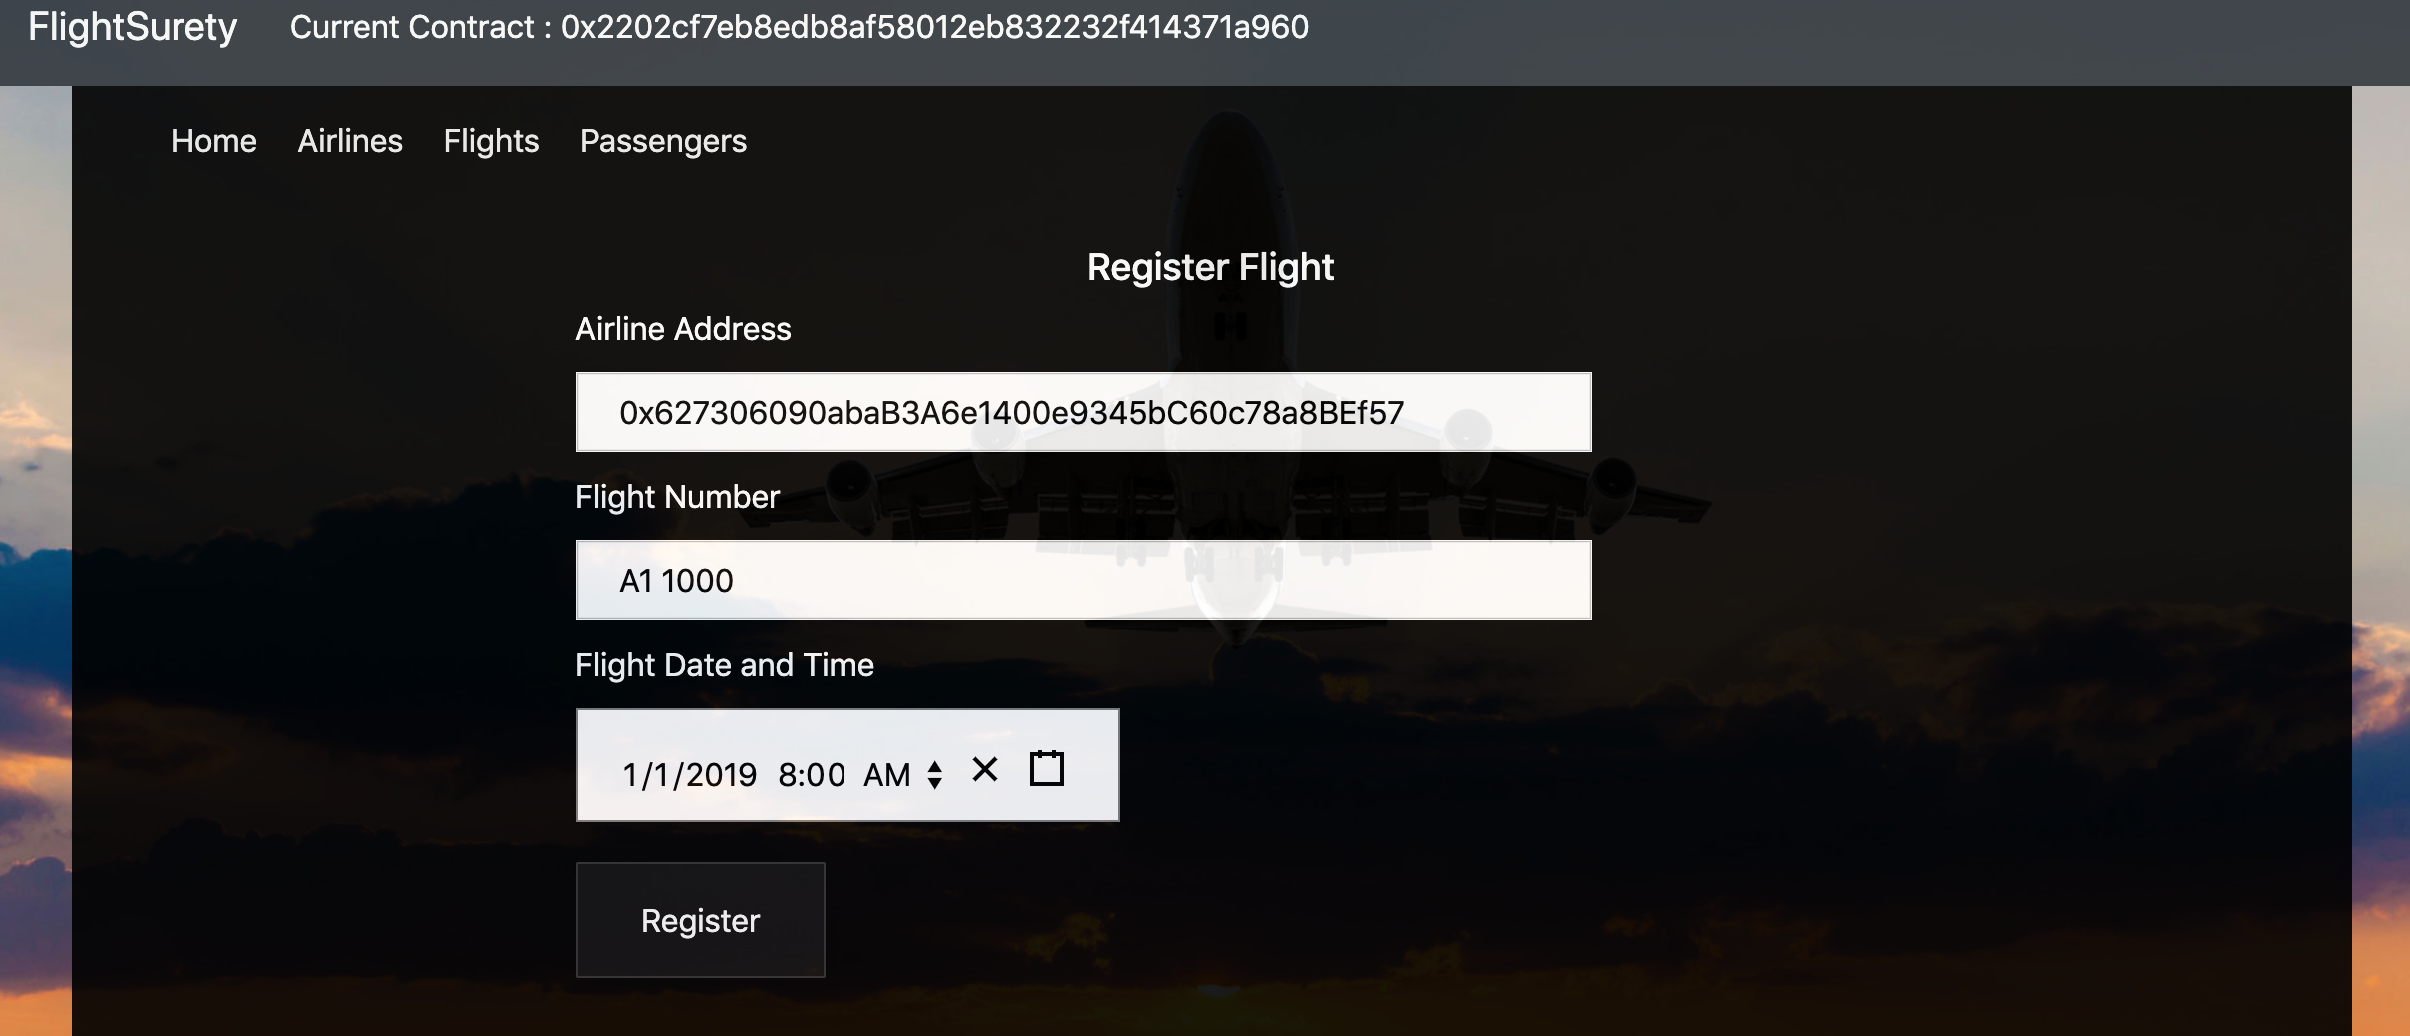 FlightSurety Current Contract : 0x2202cf7eb8edb8af58012eb832232f414371a960
Home Airlines Flights Passengers
Register Flight
Airline Address
0x627306090abaB3A6e1400e9345bC60c78a8BEf57
Flight Number
A1 1000
Flight Date and Time
1/1/2019 8:00 AM
Register